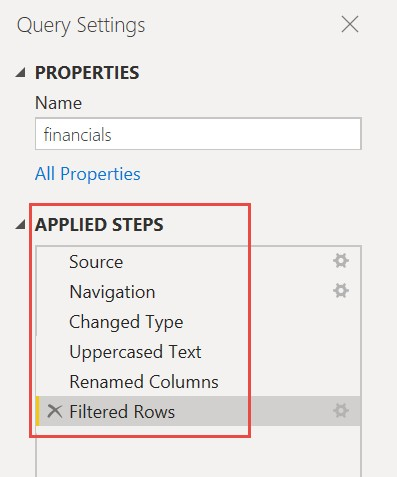 Query Settings
PROPERTIES
Name
financials
All Properties
APPLIED STEPS
Source
Navigation
Changed Type
Uppercased Text
Renamed Columns
Filtered Rows